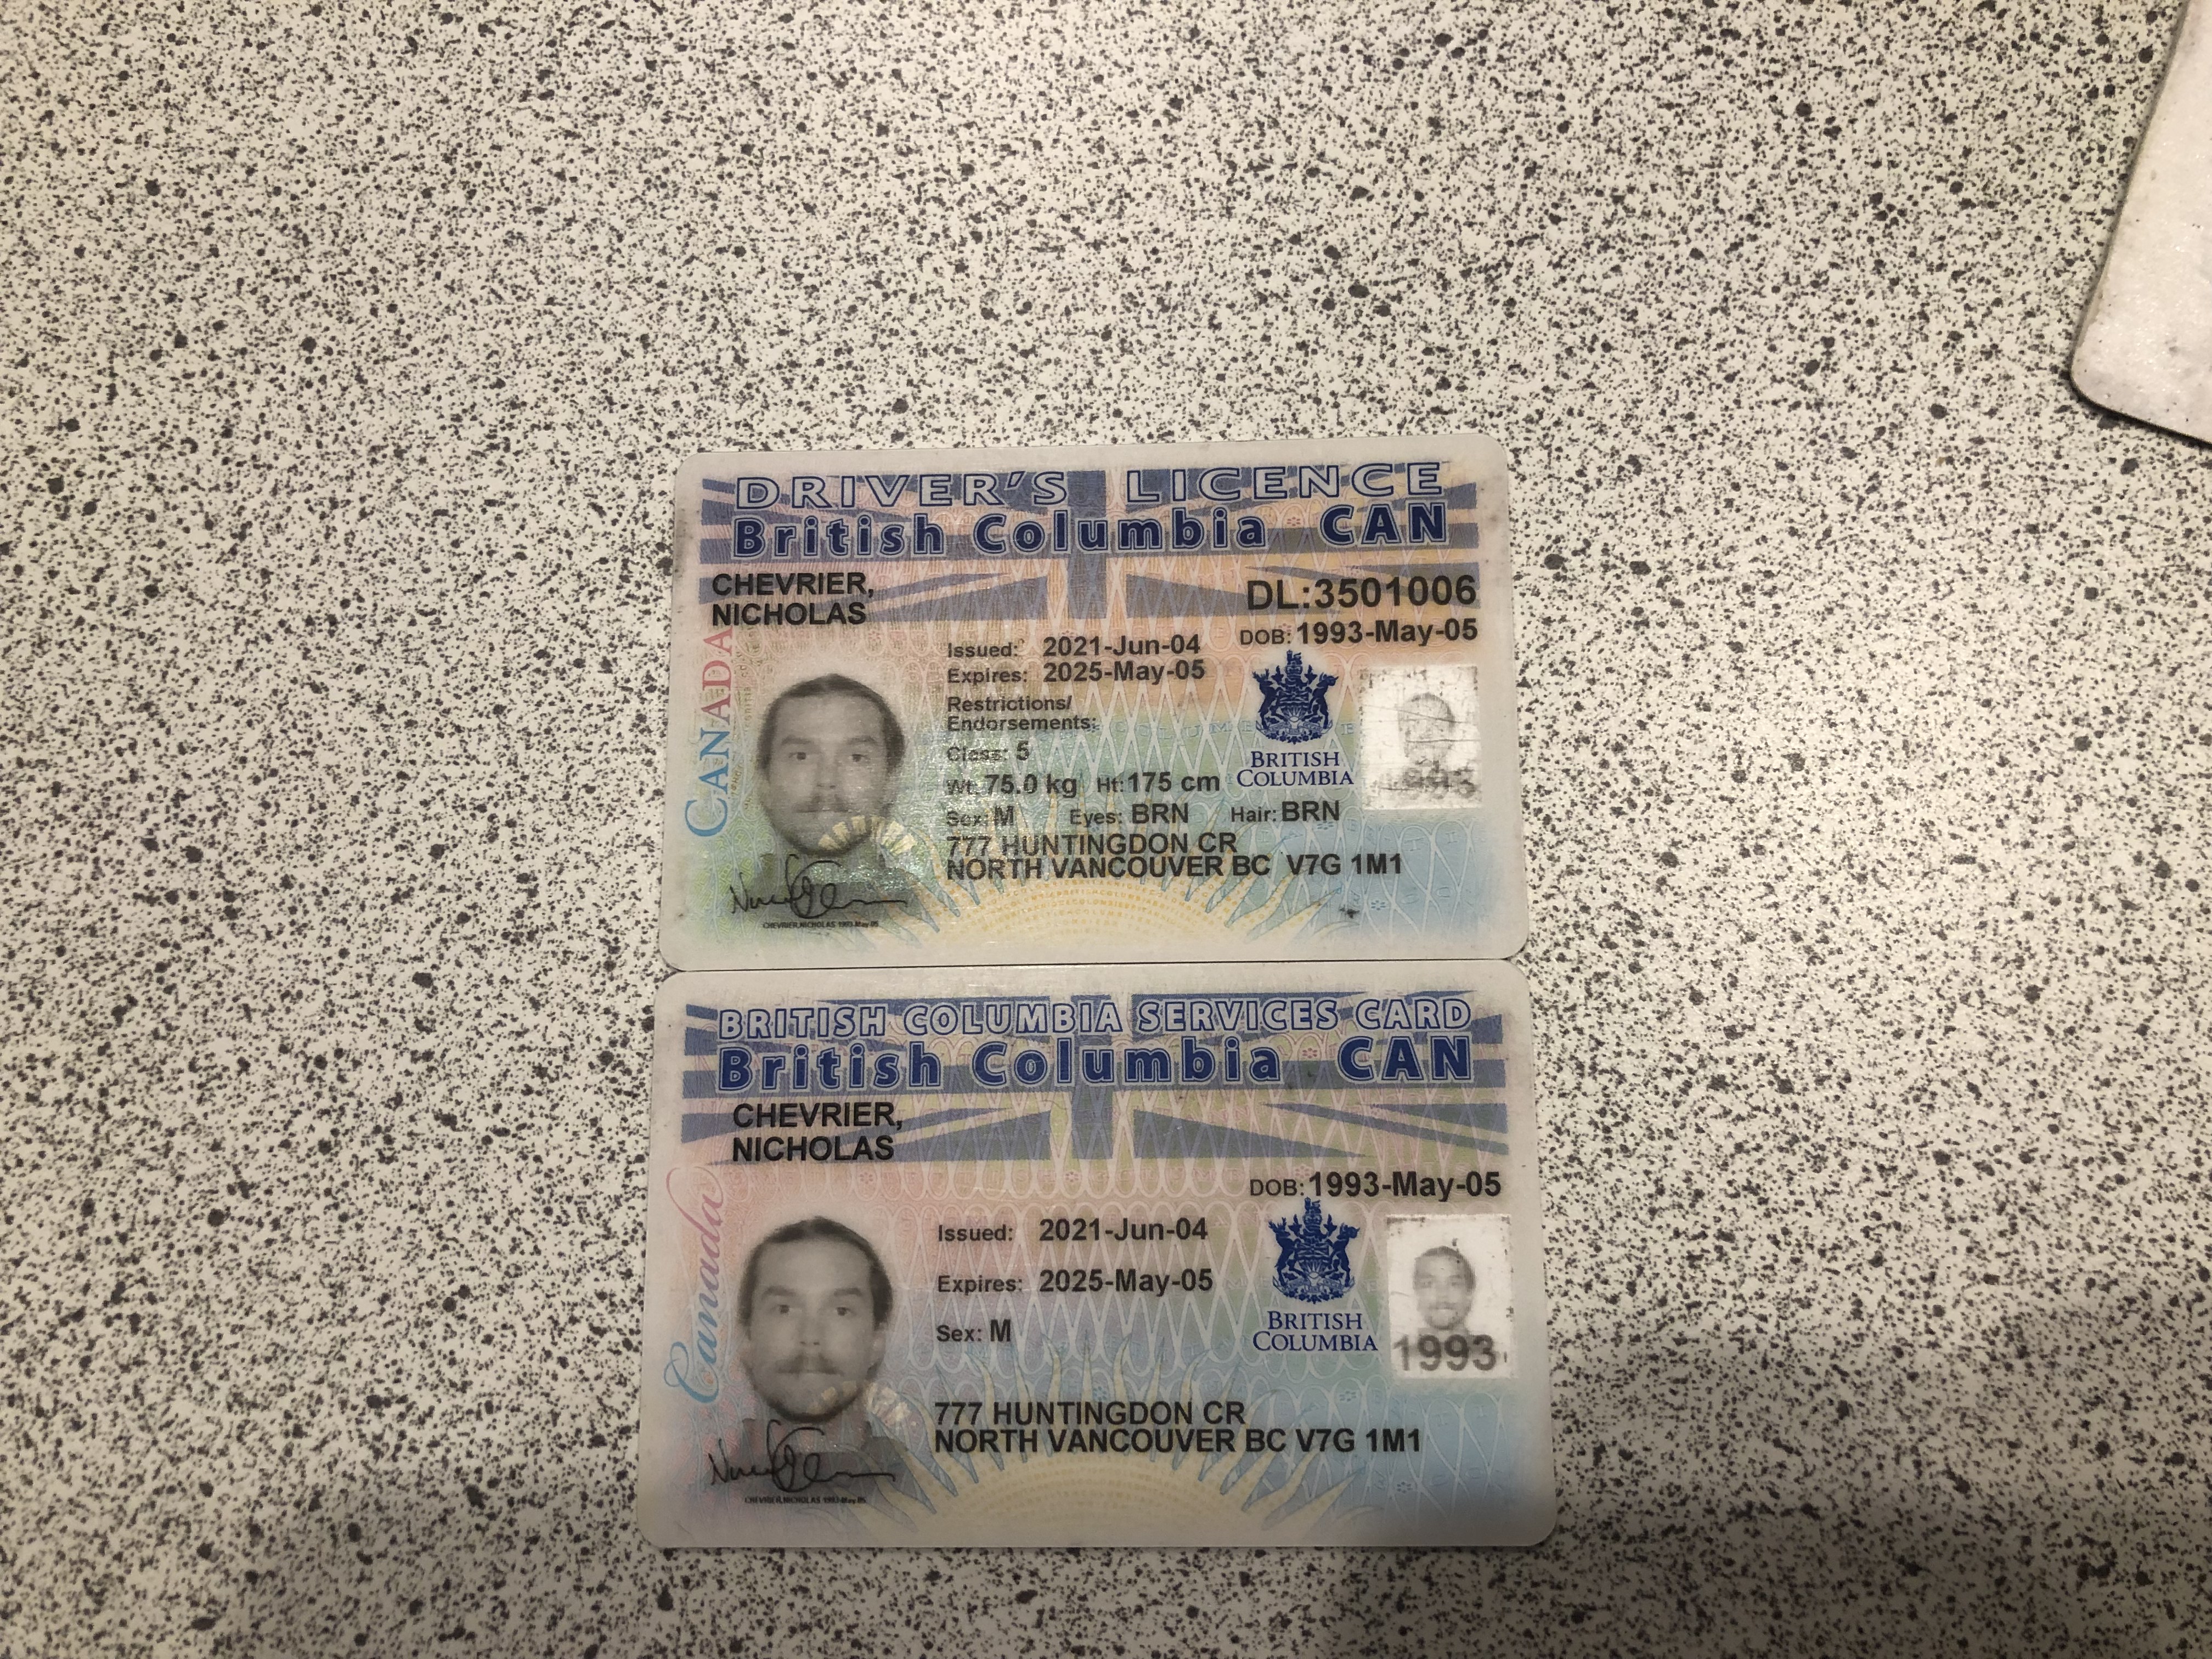 DRIVER'S LICENCE
British Columbia CAN
CHEVRIER,
NICHOLAS
DL:3501006
DOB: 1993-May-05
CANADA
Issued: 2021-Jun-04
Expires: 2025-May-05
Restrictions/
Endorsements:
Class: 5
Wt: 75.0 kg Ht: 175 cm
Sex: M Eyes: BRN Hair: BRN
777 HUNTINGDON CR
NORTH VANCOUVER BC V7G 1M1
BRITISH
COLUMBIA
BRITISH COLUMBIA SERVICES CARD
British Columbia CAN
CHEVRIER,
NICHOLAS
DOB: 1993-May-05
Canada
Issued: 2021-Jun-04
Expires: 2025-May-05
Sex: M
777 HUNTINGDON CR
NORTH VANCOUVER BC V7G 1M1
BRITISH
COLUMBIA
1993